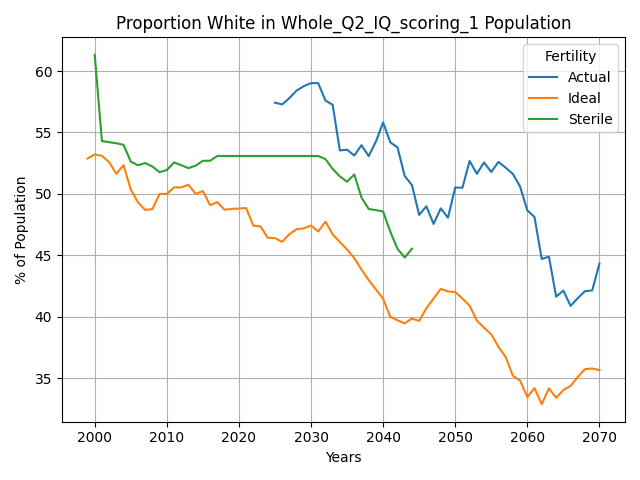 Proportion White in Whole_Q2_IQ_scoring_1 Population
Fertility
Actual
Ideal
Sterile
% of Population
60
55
50
45
40
35
2000 2010 2020 2030 2040 2050 2060 2070
Years